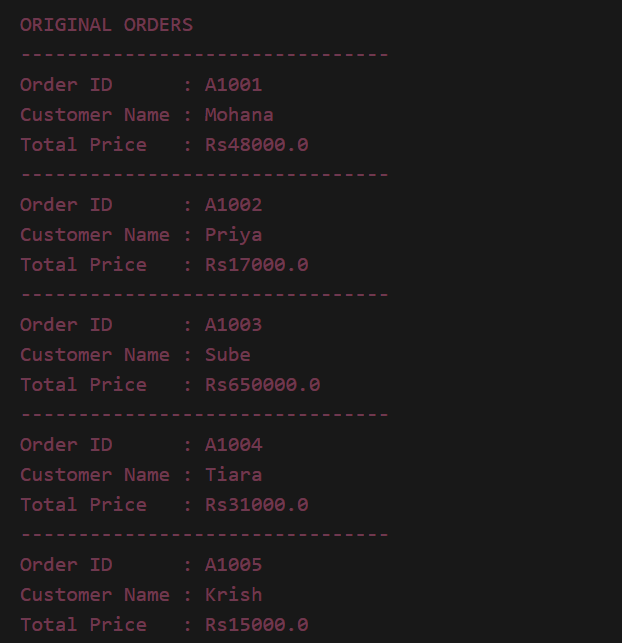 ORIGINAL ORDERS
--------------------------------
Order ID      : A1001
Customer Name : Mohana
Total Price   : Rs48000.0
--------------------------------
Order ID      : A1002
Customer Name : Priya
Total Price   : Rs17000.0
--------------------------------
Order ID      : A1003
Customer Name : Sube
Total Price   : Rs650000.0
--------------------------------
Order ID      : A1004
Customer Name : Tiara
Total Price   : Rs31000.0
--------------------------------
Order ID      : A1005
Customer Name : Krish
Total Price   : Rs15000.0